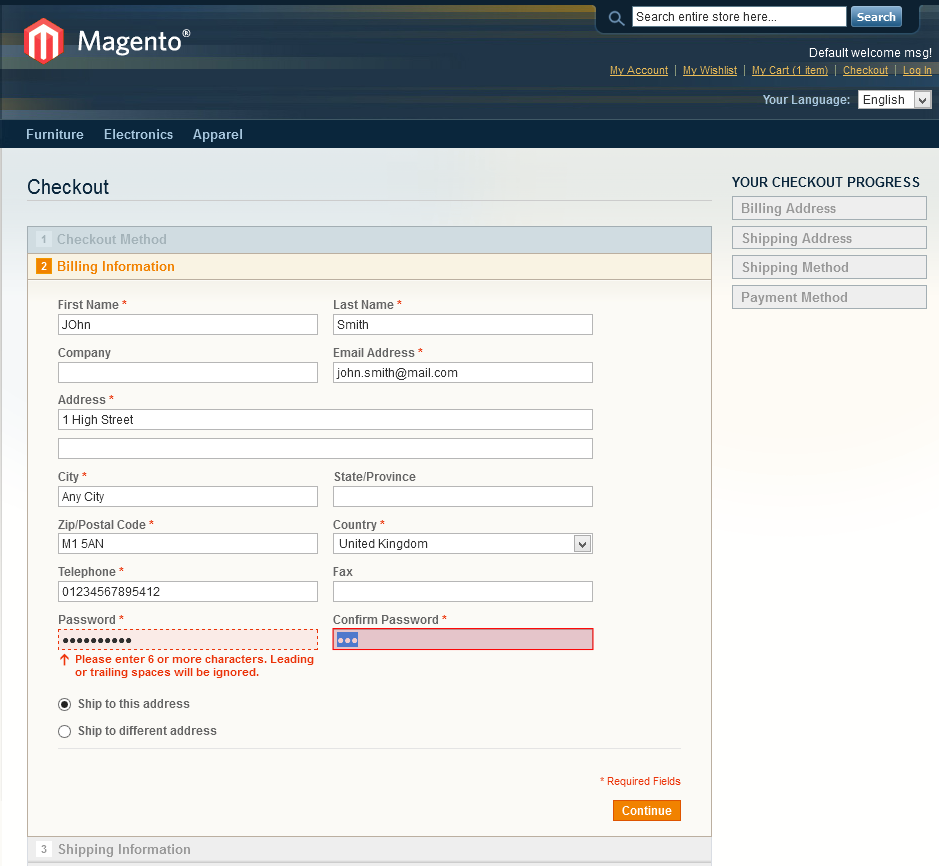 Search entire store here...
Search
Magento®
Default welcome msg!
My Account | My Wishlist | My Cart (1 item) | Checkout | Log In
Your Language: English
Furniture Electronics Apparel
Checkout
1 Checkout Method
2 Billing Information
First Name * Last Name *
JOhn Smith
Company Email Address *
john.smith@mail.com
Address *
1 High Street
City * State/Province
Any City
Zip/Postal Code * Country *
M1 5AN United Kingdom
Telephone * Fax
01234567895412
Password * Confirm Password *
Please enter 6 or more characters. Leading
or trailing spaces will be ignored.
Ship to this address
Ship to different address
* Required Fields
Continue
3 Shipping Information
YOUR CHECKOUT PROGRESS
Billing Address
Shipping Address
Shipping Method
Payment Method